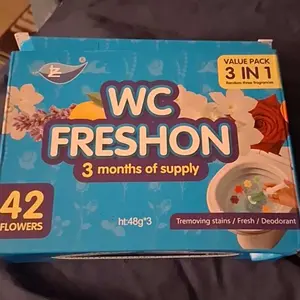 VALUE PACK
3 IN 1
WC
FRESHON
3 months of supply
42
FLOWERS
ht:48g*3
Tremoving stains / Fresh / Deodorant